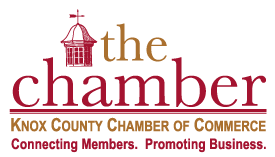 the
chamber
KNOX COUNTY CHAMBER OF COMMERCE
Connecting Members. Promoting Business.